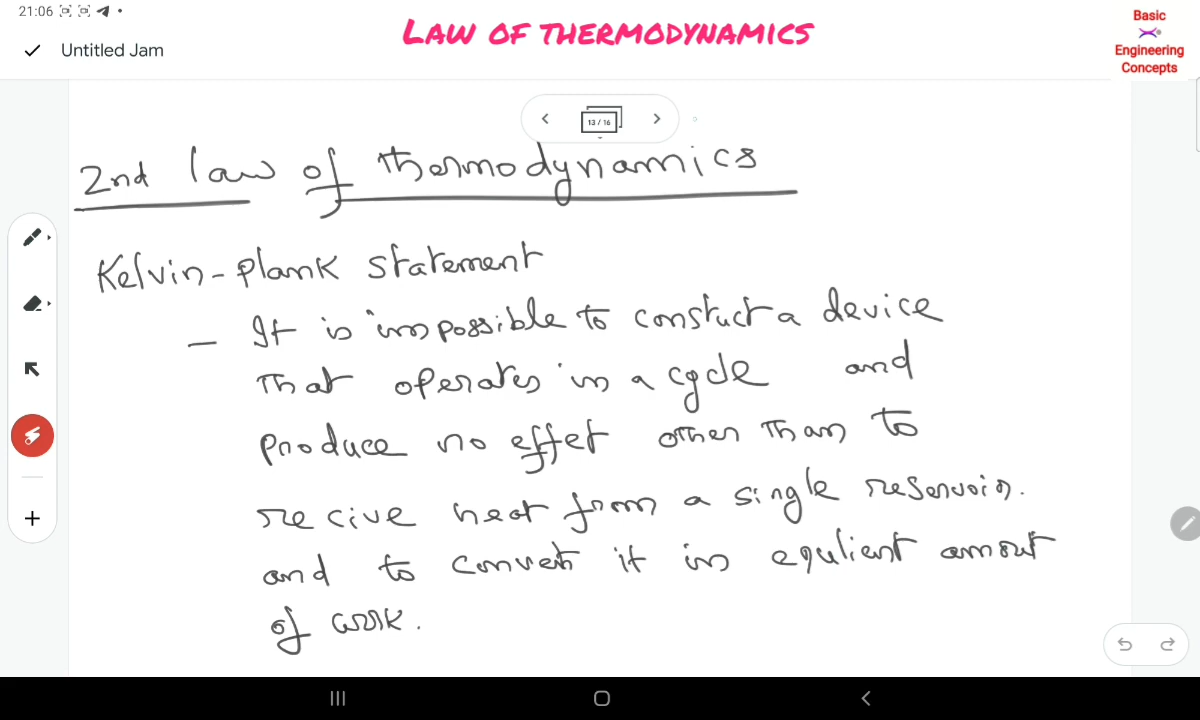 21:06
LAW OF THERMODYNAMICS
Basic
Engineering
Concepts
Untitled Jam
13 / 16
2nd law of thermodynamics
Kelvin-plank statement
— It is impossible to constuct a device
That operates in a cycle and
produce no effet other than to
recive heat from a single reservoir.
and to convert it in equlient amout
of work.